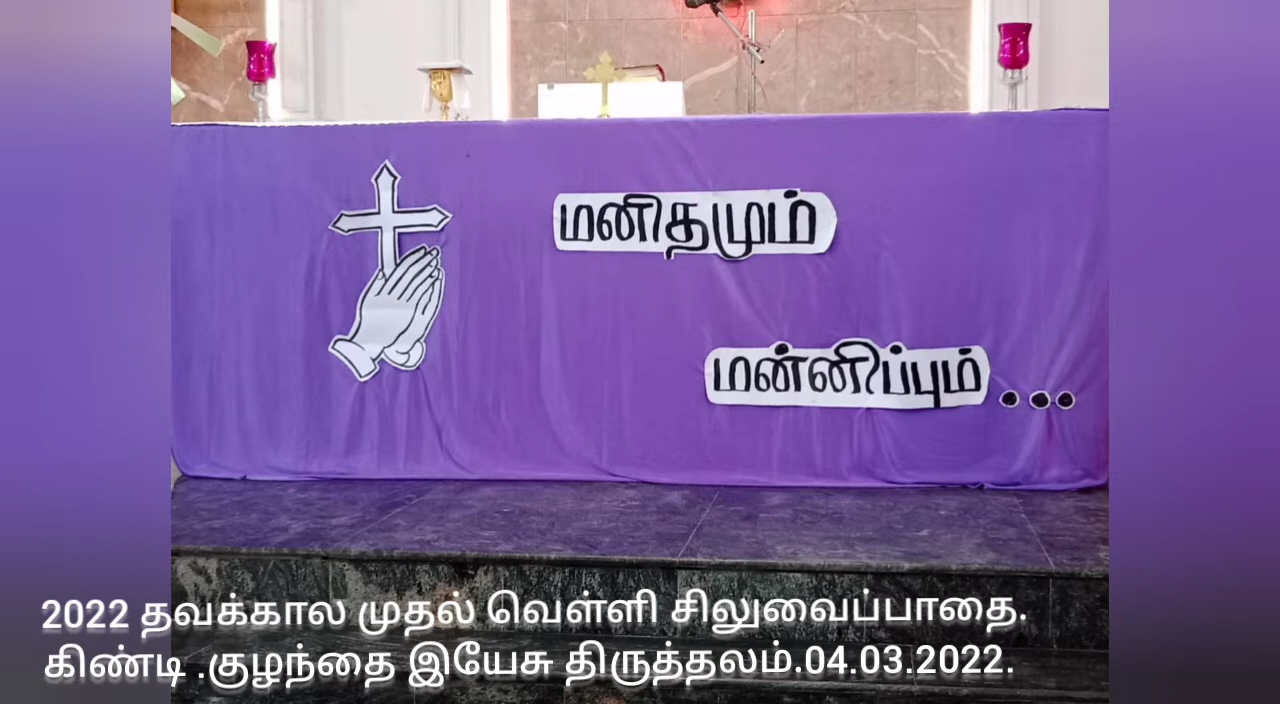 மனிதமும்
மன்னிப்பும்...
2022 தவக்கால முதல் வெள்ளி சிலுவைப்பாதை.
கிண்டி .குழந்தை இயேசு திருத்தலம்.04.03.2022.